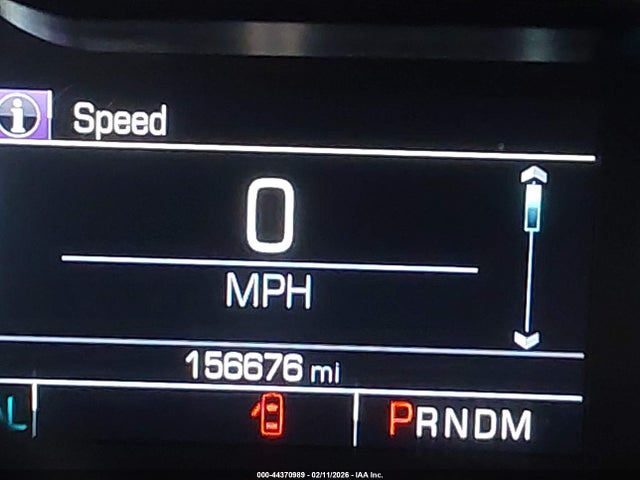 Speed
0
MPH
156676 mi
PRNDM
000-44370989 - 02/11/2026 - IAA Inc.